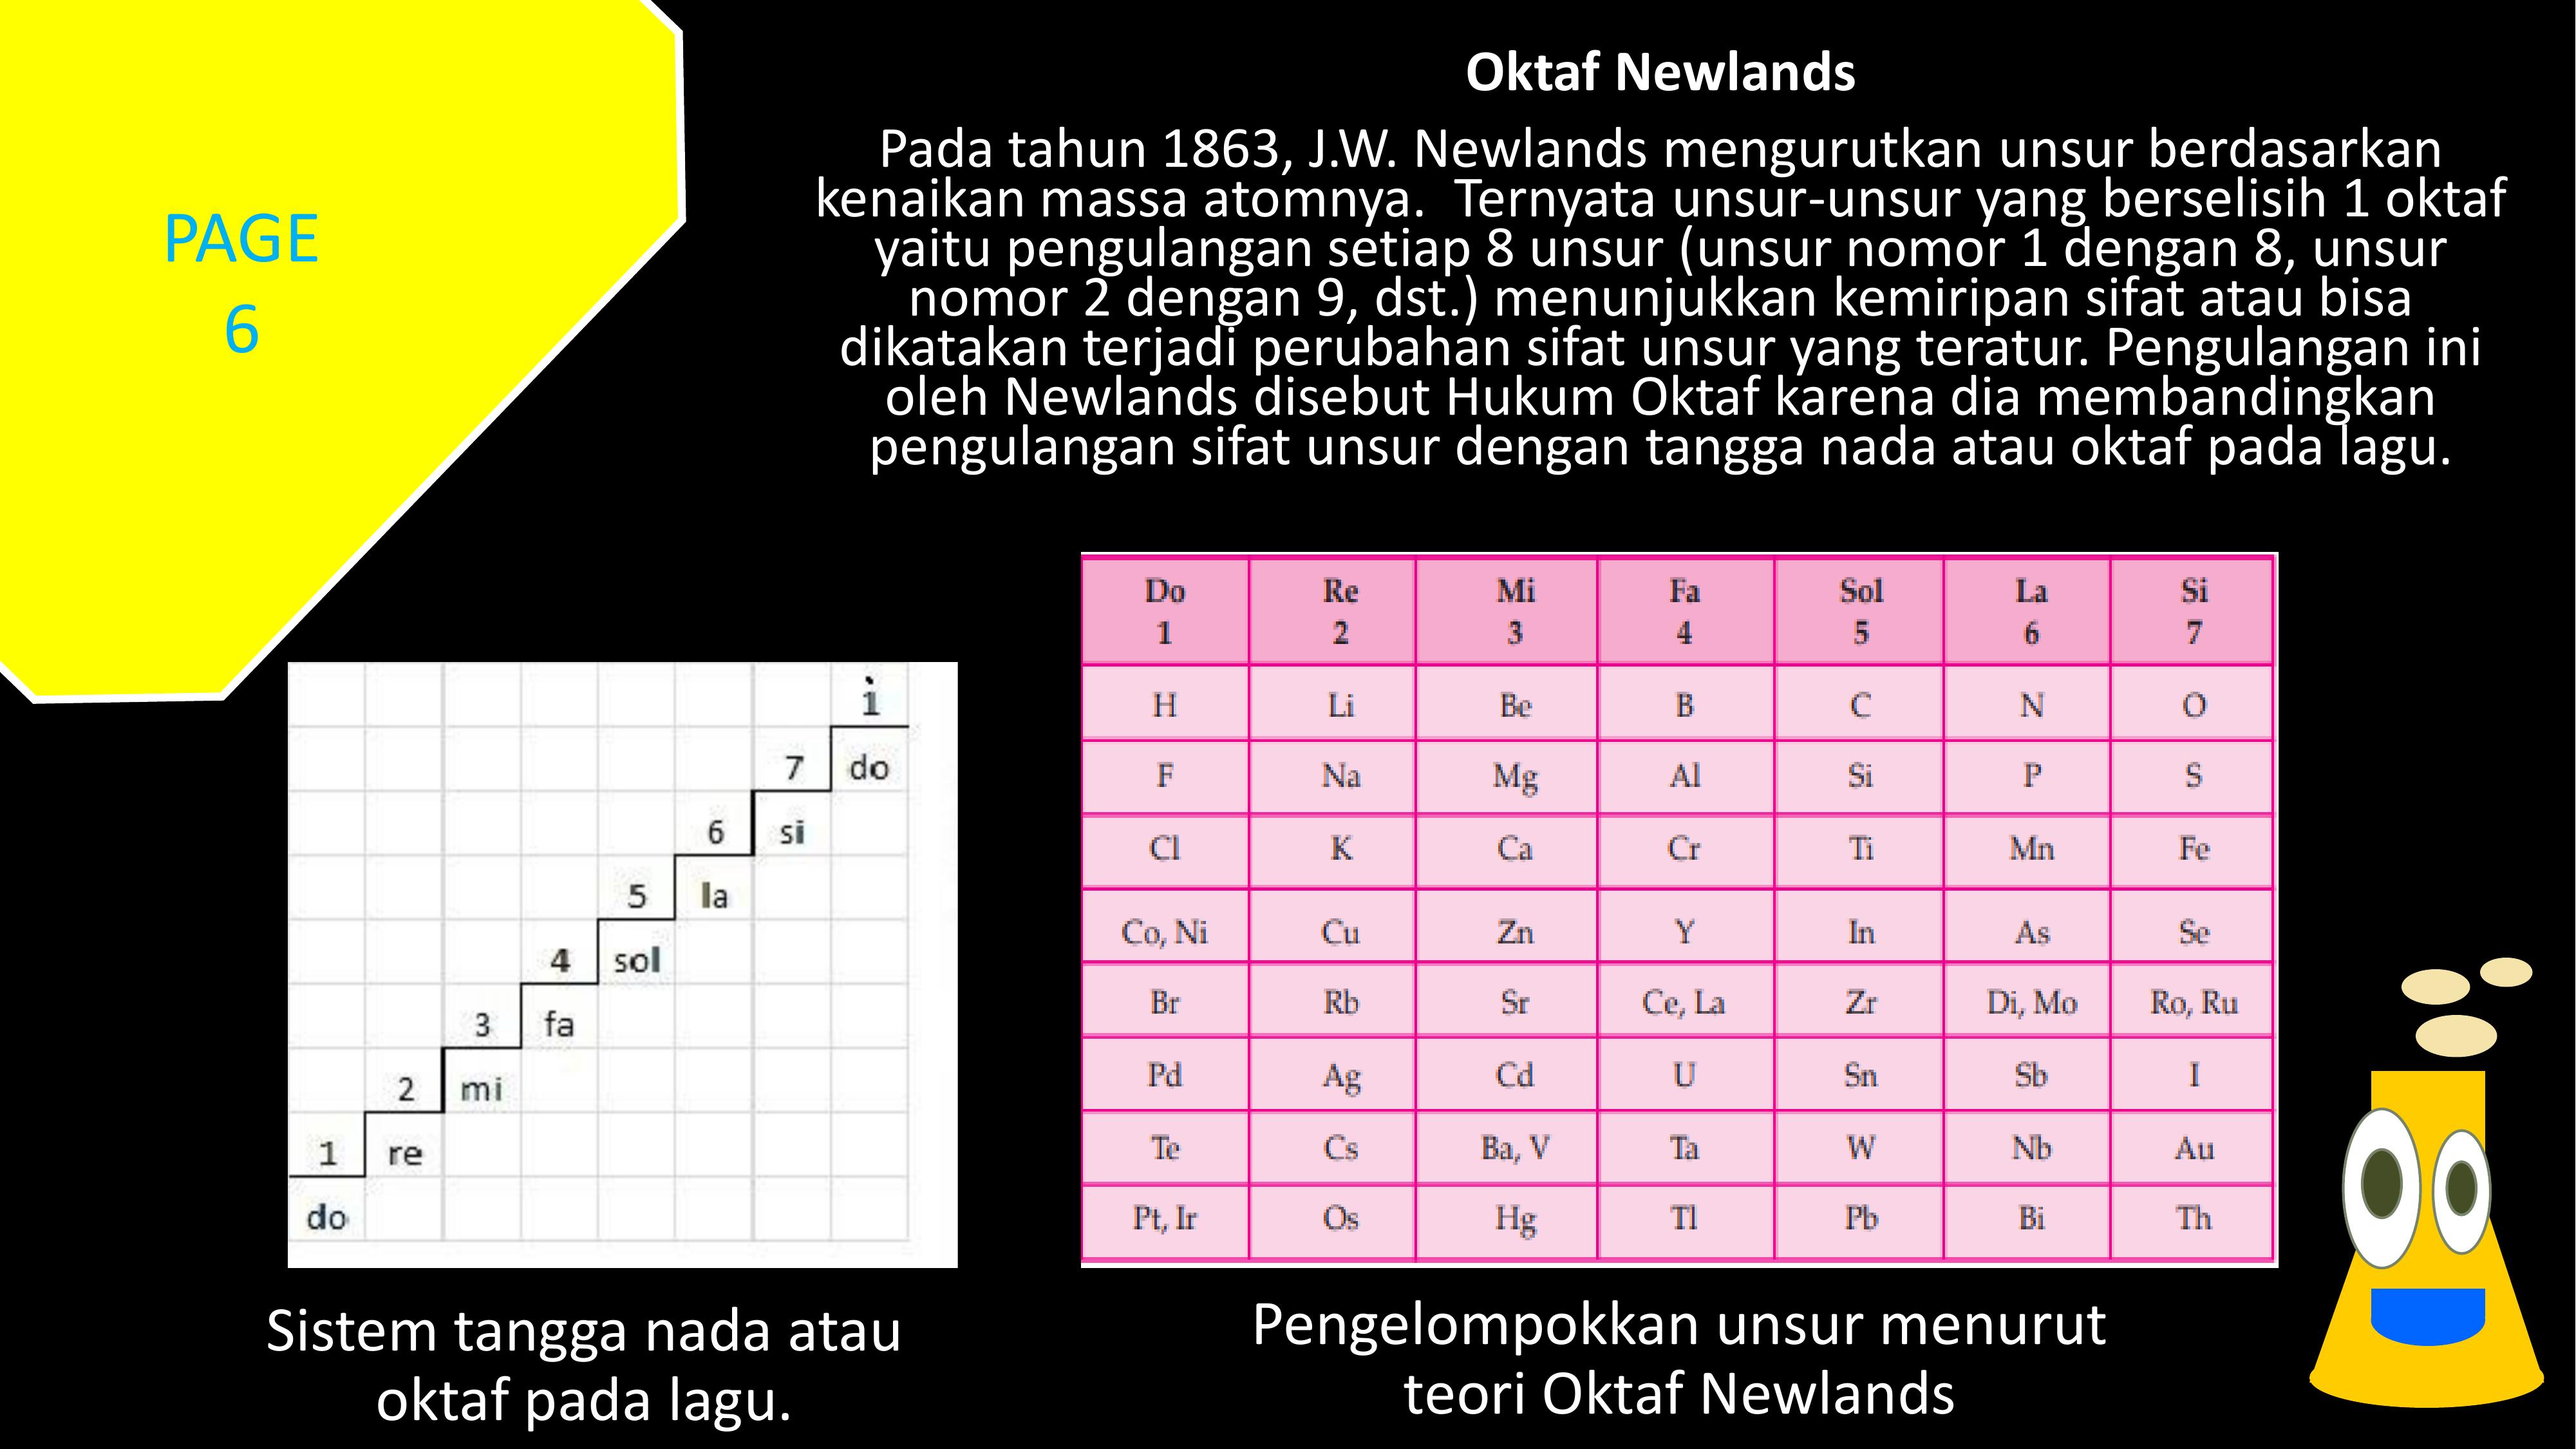 PAGE
6
Oktaf Newlands
Pada tahun 1863, J.W. Newlands mengurutkan unsur berdasarkan
kenaikan massa atomnya.  Ternyata unsur-unsur yang berselisih 1 oktaf
yaitu pengulangan setiap 8 unsur (unsur nomor 1 dengan 8, unsur
nomor 2 dengan 9, dst.) menunjukkan kemiripan sifat atau bisa
dikatakan terjadi perubahan sifat unsur yang teratur. Pengulangan ini
oleh Newlands disebut Hukum Oktaf karena dia membandingkan
pengulangan sifat unsur dengan tangga nada atau oktaf pada lagu.
1
7 do
6 si
5 la
4 sol
3 fa
2 mi
1 re
do
Sistem tangga nada atau
oktaf pada lagu.
Do Re Mi Fa Sol La Si
1 2 3 4 5 6 7
H Li Be B C N O
F Na Mg Al Si P S
Cl K Ca Cr Ti Mn Fe
Co, Ni Cu Zn Y In As Se
Br Rb Sr Ce, La Zr Di, Mo Ro, Ru
Pd Ag Cd U Sn Sb I
Te Cs Ba, V Ta W Nb Au
Pt, Ir Os Hg Tl Pb Bi Th
Pengelompokkan unsur menurut
teori Oktaf Newlands